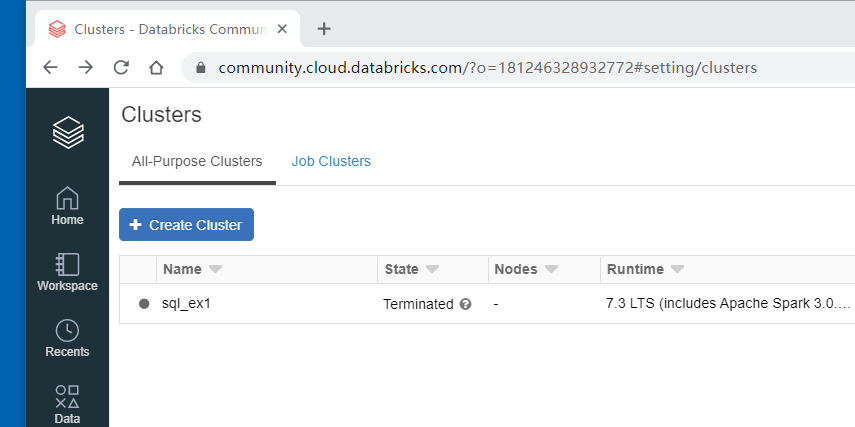 Clusters - Databricks Commun
community.cloud.databricks.com/?o=181246328932772#setting/clusters
Clusters
All-Purpose Clusters Job Clusters
+ Create Cluster
Name State Nodes Runtime
sql_ex1 Terminated ? - 7.3 LTS (includes Apache Spark 3.0....
Home
Workspace
Recents
Data